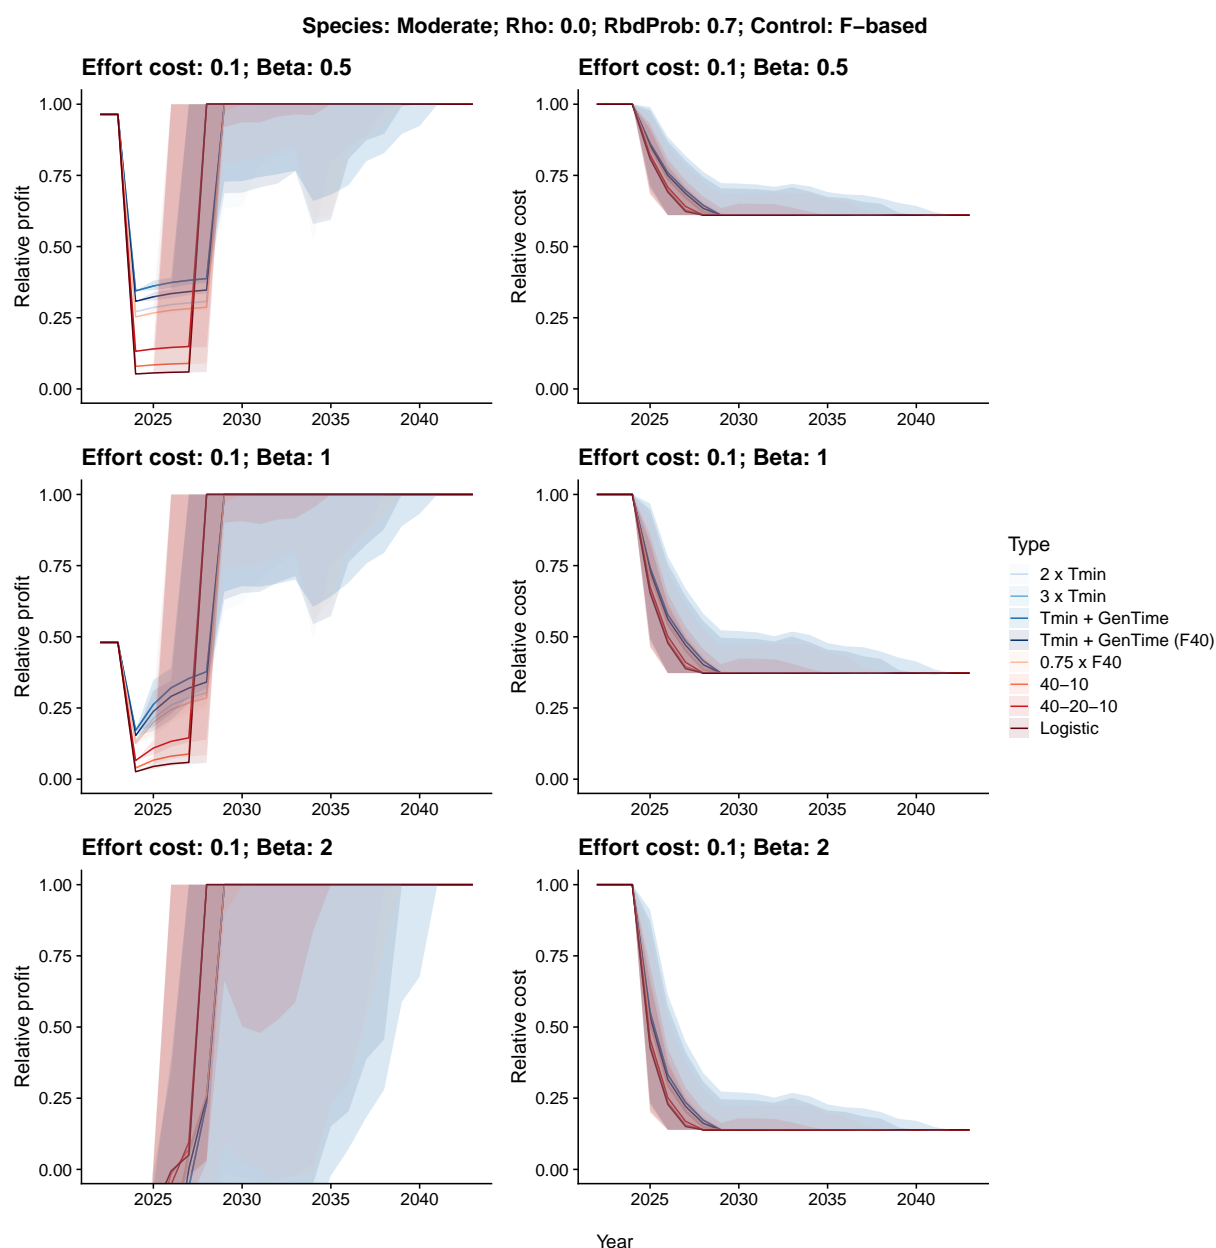 Species: Moderate; Rho: 0.0; RbdProb: 0.7; Control: F−based
Effort cost: 0.1; Beta: 0.5
Relative profit
1.00
0.75
0.50
0.25
0.00
2025 2030 2035 2040
Effort cost: 0.1; Beta: 0.5
Relative cost
1.00
0.75
0.50
0.25
0.00
2025 2030 2035 2040
Effort cost: 0.1; Beta: 1
Relative profit
1.00
0.75
0.50
0.25
0.00
2025 2030 2035 2040
Effort cost: 0.1; Beta: 1
Relative cost
1.00
0.75
0.50
0.25
0.00
2025 2030 2035 2040
Type
2 x Tmin
3 x Tmin
Tmin + GenTime
Tmin + GenTime (F40)
0.75 x F40
40−10
40−20−10
Logistic
Effort cost: 0.1; Beta: 2
Relative profit
1.00
0.75
0.50
0.25
0.00
2025 2030 2035 2040
Effort cost: 0.1; Beta: 2
Relative cost
1.00
0.75
0.50
0.25
0.00
2025 2030 2035 2040
Year